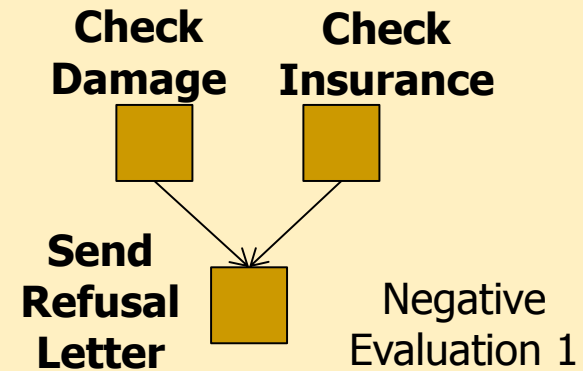 Check
Damage
Check
Insurance
Send
Refusal
Letter
Negative
Evaluation 1